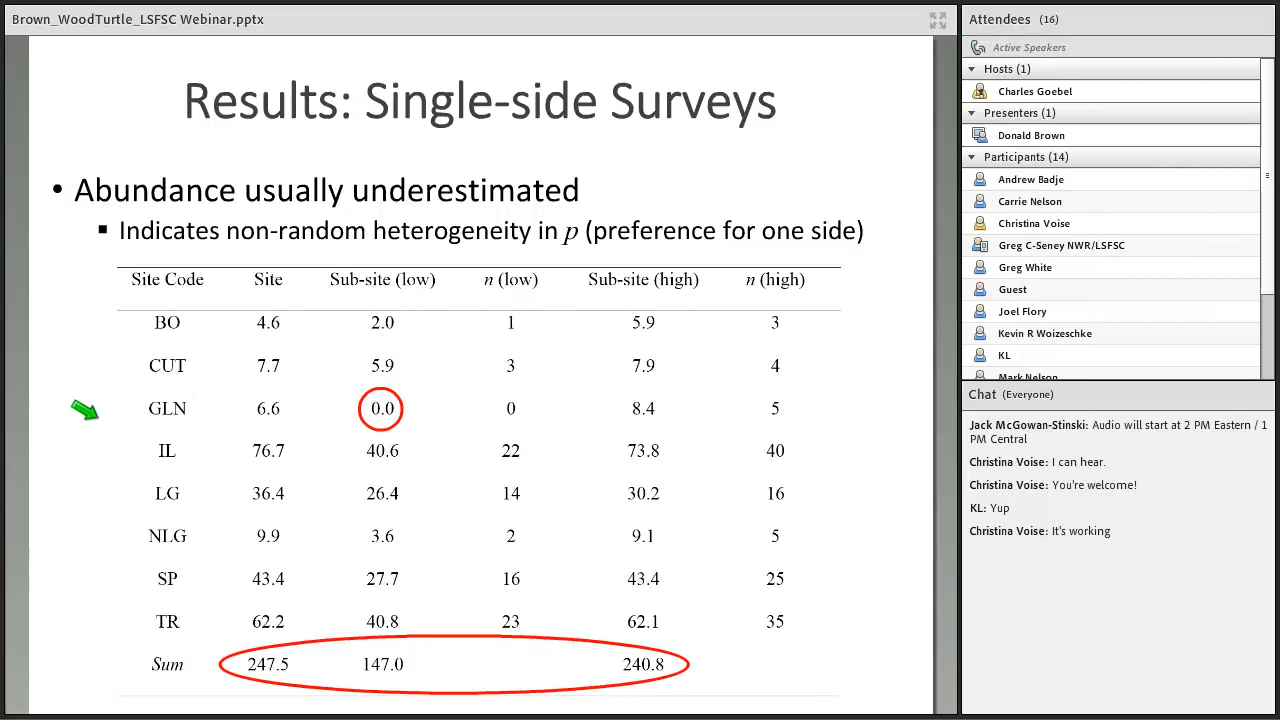 Brown_WoodTurtle_LSFSC Webinar.pptx
Results: Single-side Surveys
• Abundance usually underestimated
▪ Indicates non-random heterogeneity in p (preference for one side)
Site Code Site Sub-site (low) n (low) Sub-site (high) n (high)
BO 4.6 2.0 1 5.9 3
CUT 7.7 5.9 3 7.9 4
GLN 6.6 0.0 0 8.4 5
IL 76.7 40.6 22 73.8 40
LG 36.4 26.4 14 30.2 16
NLG 9.9 3.6 2 9.1 5
SP 43.4 27.7 16 43.4 25
TR 62.2 40.8 23 62.1 35
Sum 247.5 147.0 240.8
Attendees (16)
Active Speakers
Hosts (1)
Charles Goebel
Presenters (1)
Donald Brown
Participants (14)
Andrew Badje
Carrie Nelson
Christina Voise
Greg C-Seney NWR/LSFSC
Greg White
Guest
Joel Flory
Kevin R Woizeschke
KL
Mark Nelson
Chat (Everyone)
Jack McGowan-Stinski: Audio will start at 2 PM Eastern / 1
PM Central
Christina Voise: I can hear.
Christina Voise: You're welcome!
KL: Yup
Christina Voise: It's working